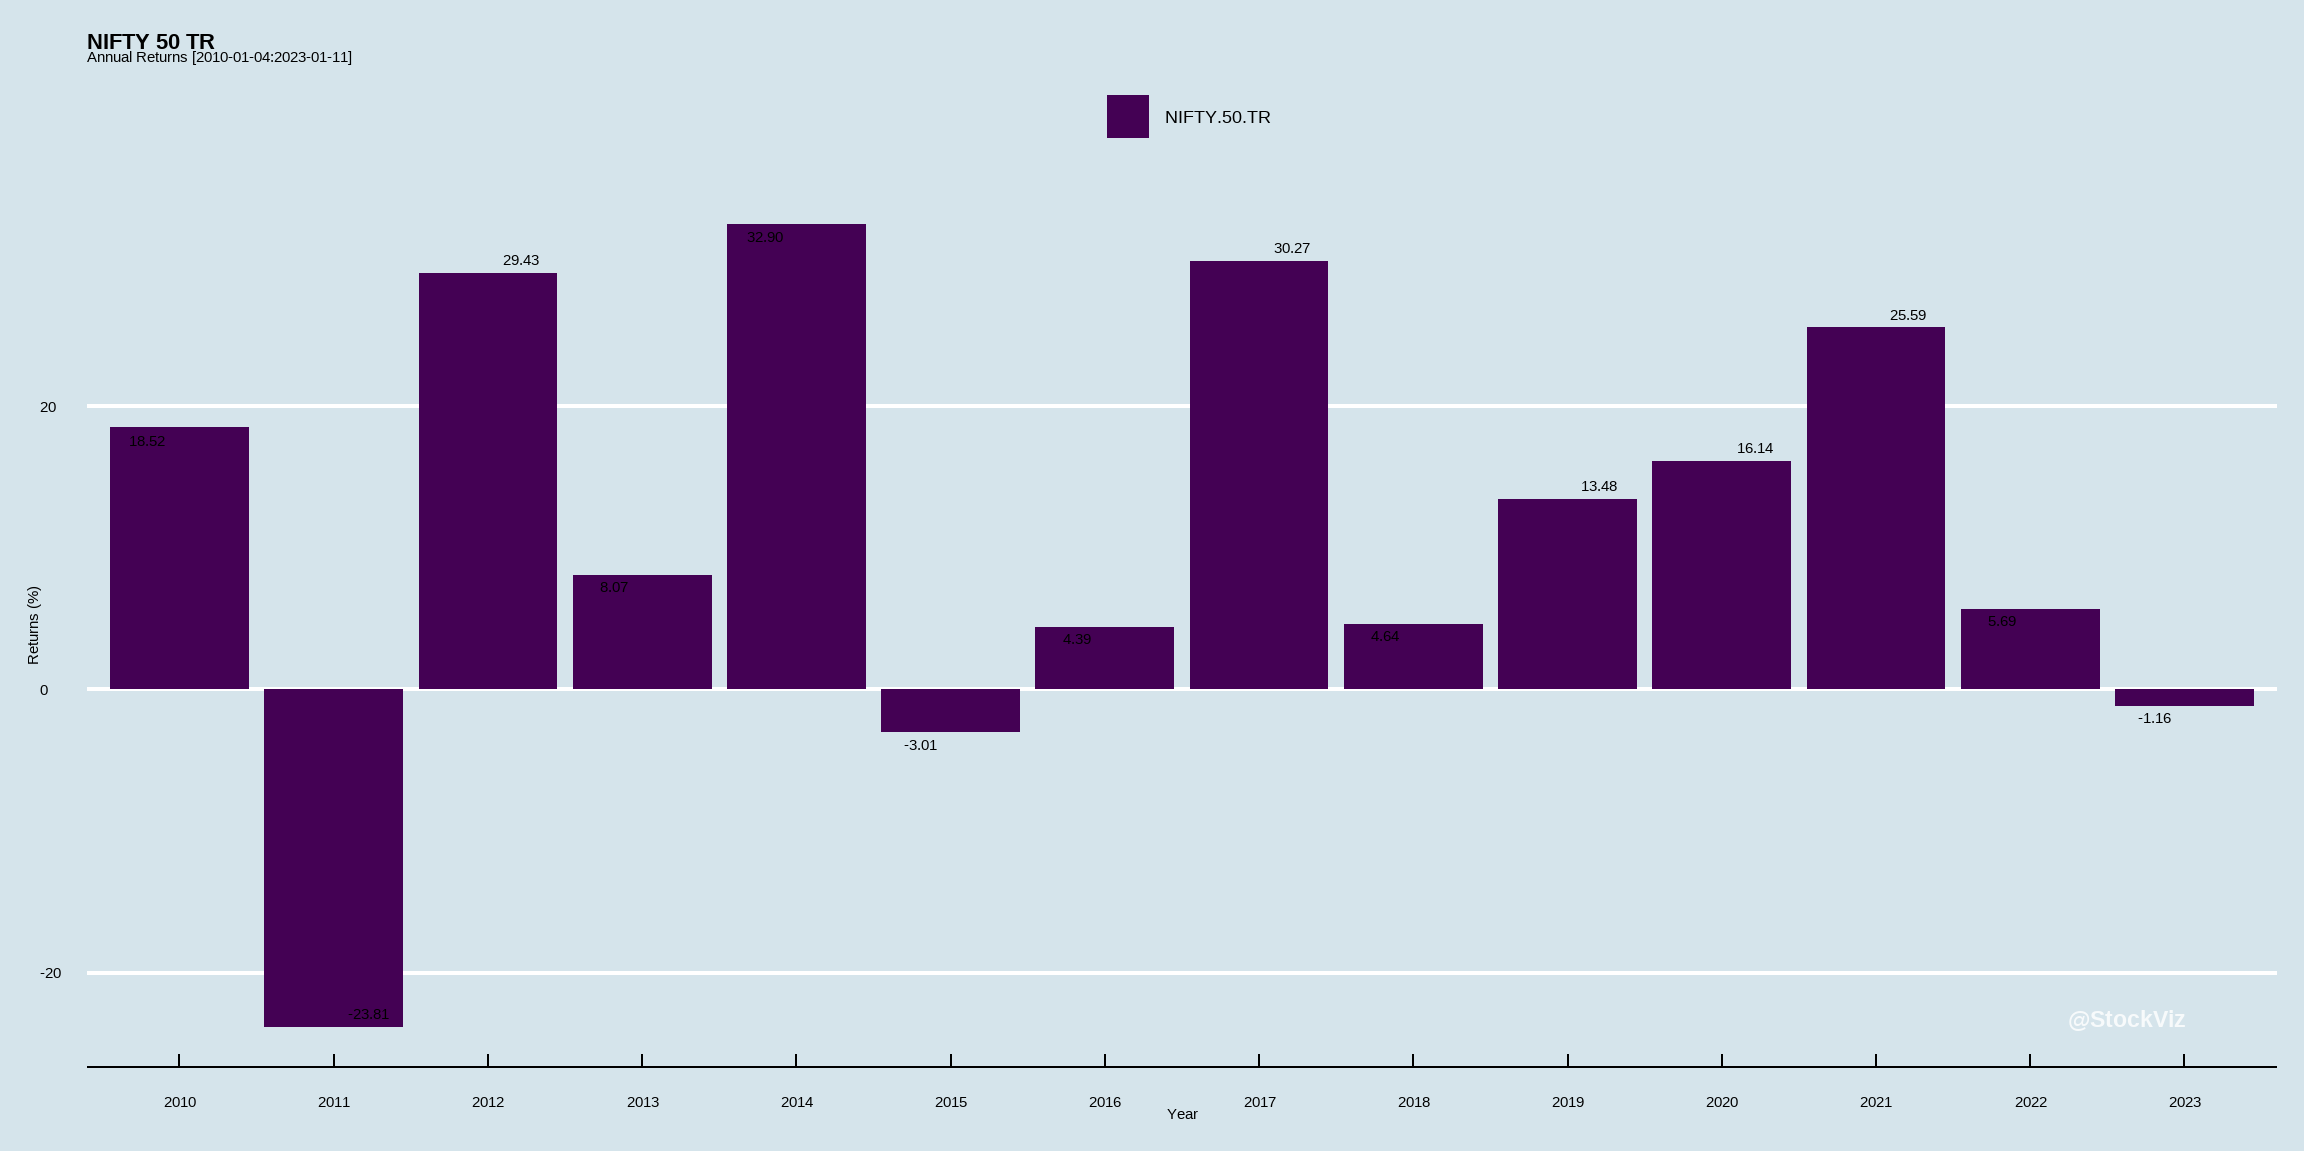 NIFTY 50 TR
Annual Returns [2010-01-04:2023-01-11]
NIFTY.50.TR
32.90
30.27
29.43
25.59
20
18.52
16.14
13.48
8.07
Returns (%)
5.69
4.64
4.39
0
-1.16
-3.01
-20
-23.81
@StockViz
2010 2011 2012 2013 2014 2015 2016 2017 2018 2019 2020 2021 2022 2023
Year